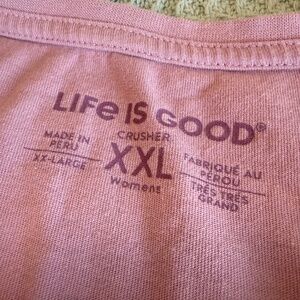 LIFe IS GOOD®
CRUSHER
MADE IN
PERU
XX-LARGE
XXL
Womens
FABRIQUÉ AU
PÉROU
TRÈS TRÈS
GRAND